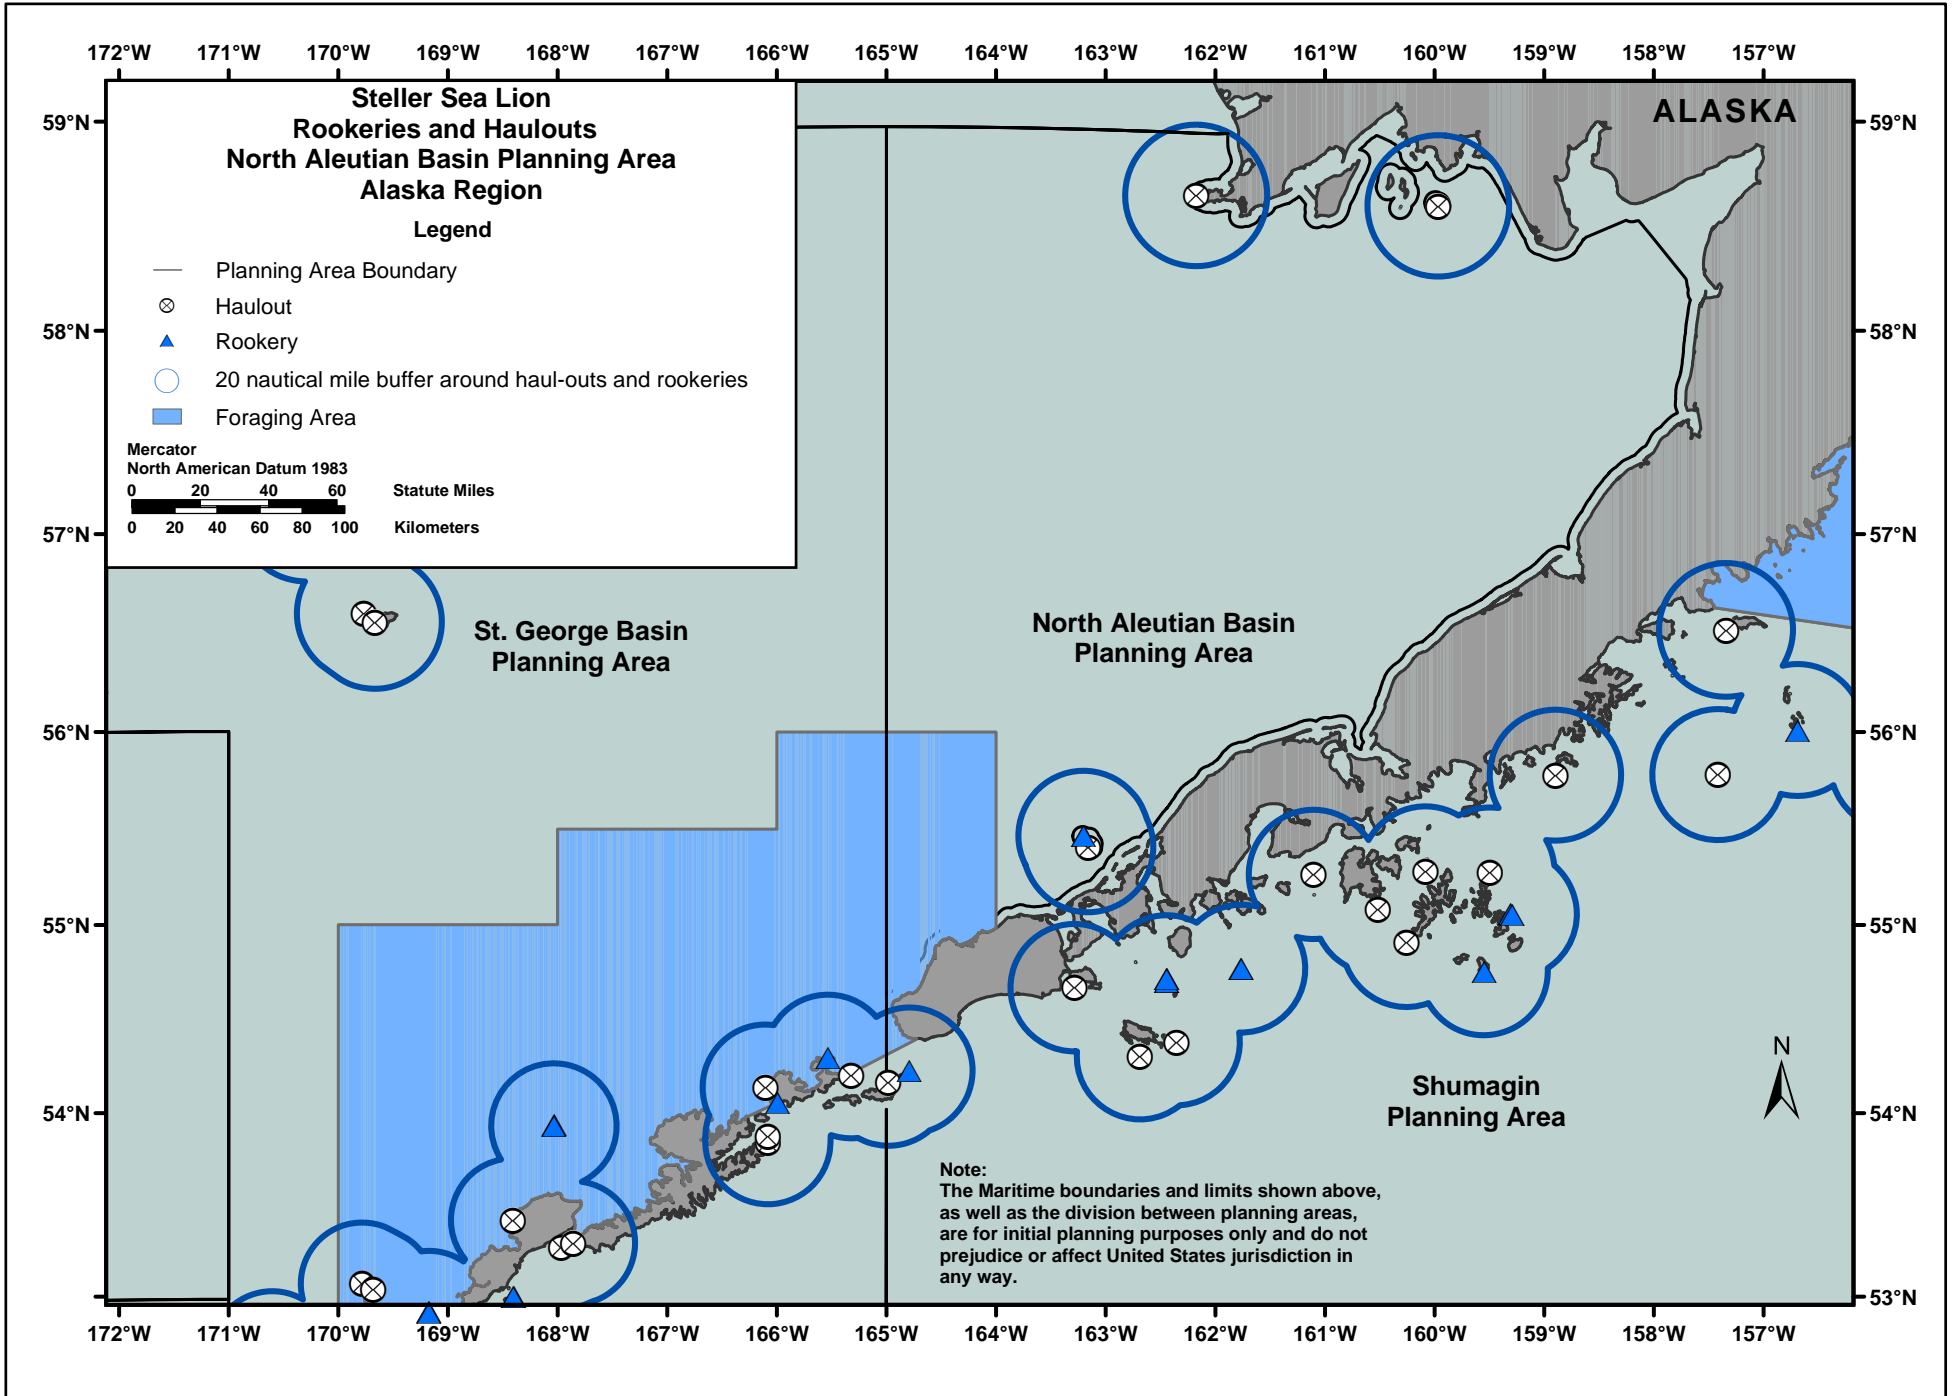 172°W 171°W 170°W 169°W 168°W 167°W 166°W 165°W 164°W 163°W 162°W 161°W 160°W 159°W 158°W 157°W
Steller Sea Lion
Rookeries and Haulouts
North Aleutian Basin Planning Area
Alaska Region
Legend
Planning Area Boundary
Haulout
Rookery
20 nautical mile buffer around haul-outs and rookeries
Foraging Area
Mercator
North American Datum 1983
0 20 40 60 Statute Miles
0 20 40 60 80 100 Kilometers
ALASKA
59°N 59°N
58°N 58°N
57°N 57°N
St. George Basin
Planning Area
North Aleutian Basin
Planning Area
56°N 56°N
55°N 55°N
Shumagin
Planning Area
N
54°N 54°N
Note:
The Maritime boundaries and limits shown above,
as well as the division between planning areas,
are for initial planning purposes only and do not
prejudice or affect United States jurisdiction in
any way.
53°N 53°N
172°W 171°W 170°W 169°W 168°W 167°W 166°W 165°W 164°W 163°W 162°W 161°W 160°W 159°W 158°W 157°W